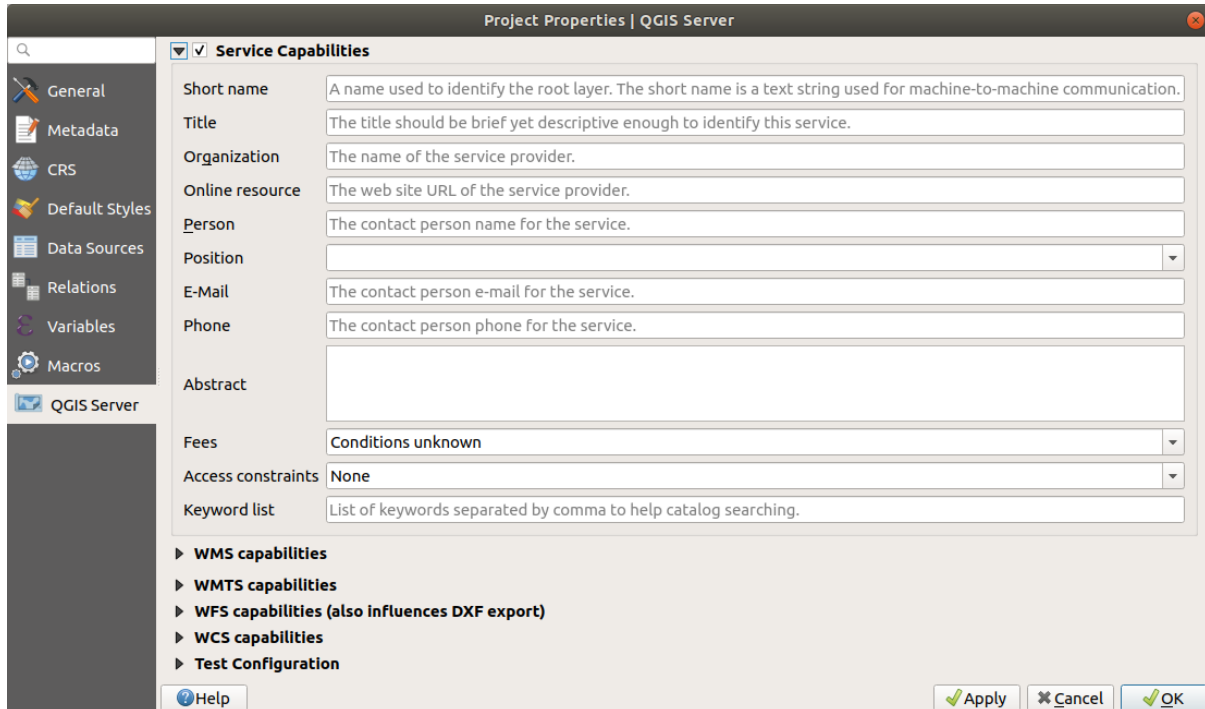 Project Properties | QGIS Server
General
Metadata
CRS
Default Styles
Data Sources
Relations
Variables
Macros
QGIS Server
Service Capabilities
Short name A name used to identify the root layer. The short name is a text string used for machine-to-machine communication.
Title The title should be brief yet descriptive enough to identify this service.
Organization The name of the service provider.
Online resource The web site URL of the service provider.
Person The contact person name for the service.
Position
E-Mail The contact person e-mail for the service.
Phone The contact person phone for the service.
Abstract
Fees Conditions unknown
Access constraints None
Keyword list List of keywords separated by comma to help catalog searching.
WMS capabilities
WMTS capabilities
WFS capabilities (also influences DXF export)
WCS capabilities
Test Configuration
Help Apply Cancel OK